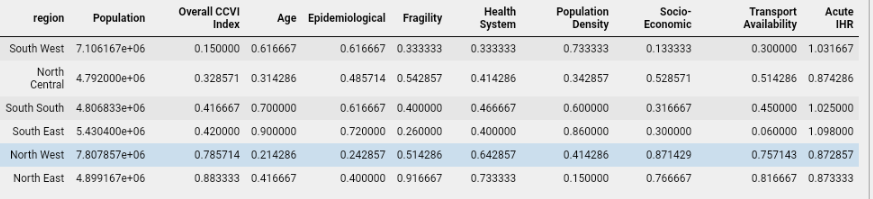 region Population Overall CCVI Index Age Epidemiological Fragility Health System Population Density Socio-Economic Transport Availability Acute IHR
South West 7.106167e+06 0.150000 0.616667 0.616667 0.333333 0.333333 0.733333 0.133333 0.300000 1.031667
North Central 4.792000e+06 0.328571 0.314286 0.485714 0.542857 0.414286 0.342857 0.528571 0.514286 0.874286
South South 4.806833e+06 0.416667 0.700000 0.616667 0.400000 0.466667 0.600000 0.316667 0.450000 1.025000
South East 5.430400e+06 0.420000 0.900000 0.720000 0.260000 0.400000 0.860000 0.300000 0.060000 1.098000
North West 7.807857e+06 0.785714 0.214286 0.242857 0.514286 0.642857 0.414286 0.871429 0.757143 0.872857
North East 4.899167e+06 0.883333 0.416667 0.400000 0.916667 0.733333 0.150000 0.766667 0.816667 0.873333